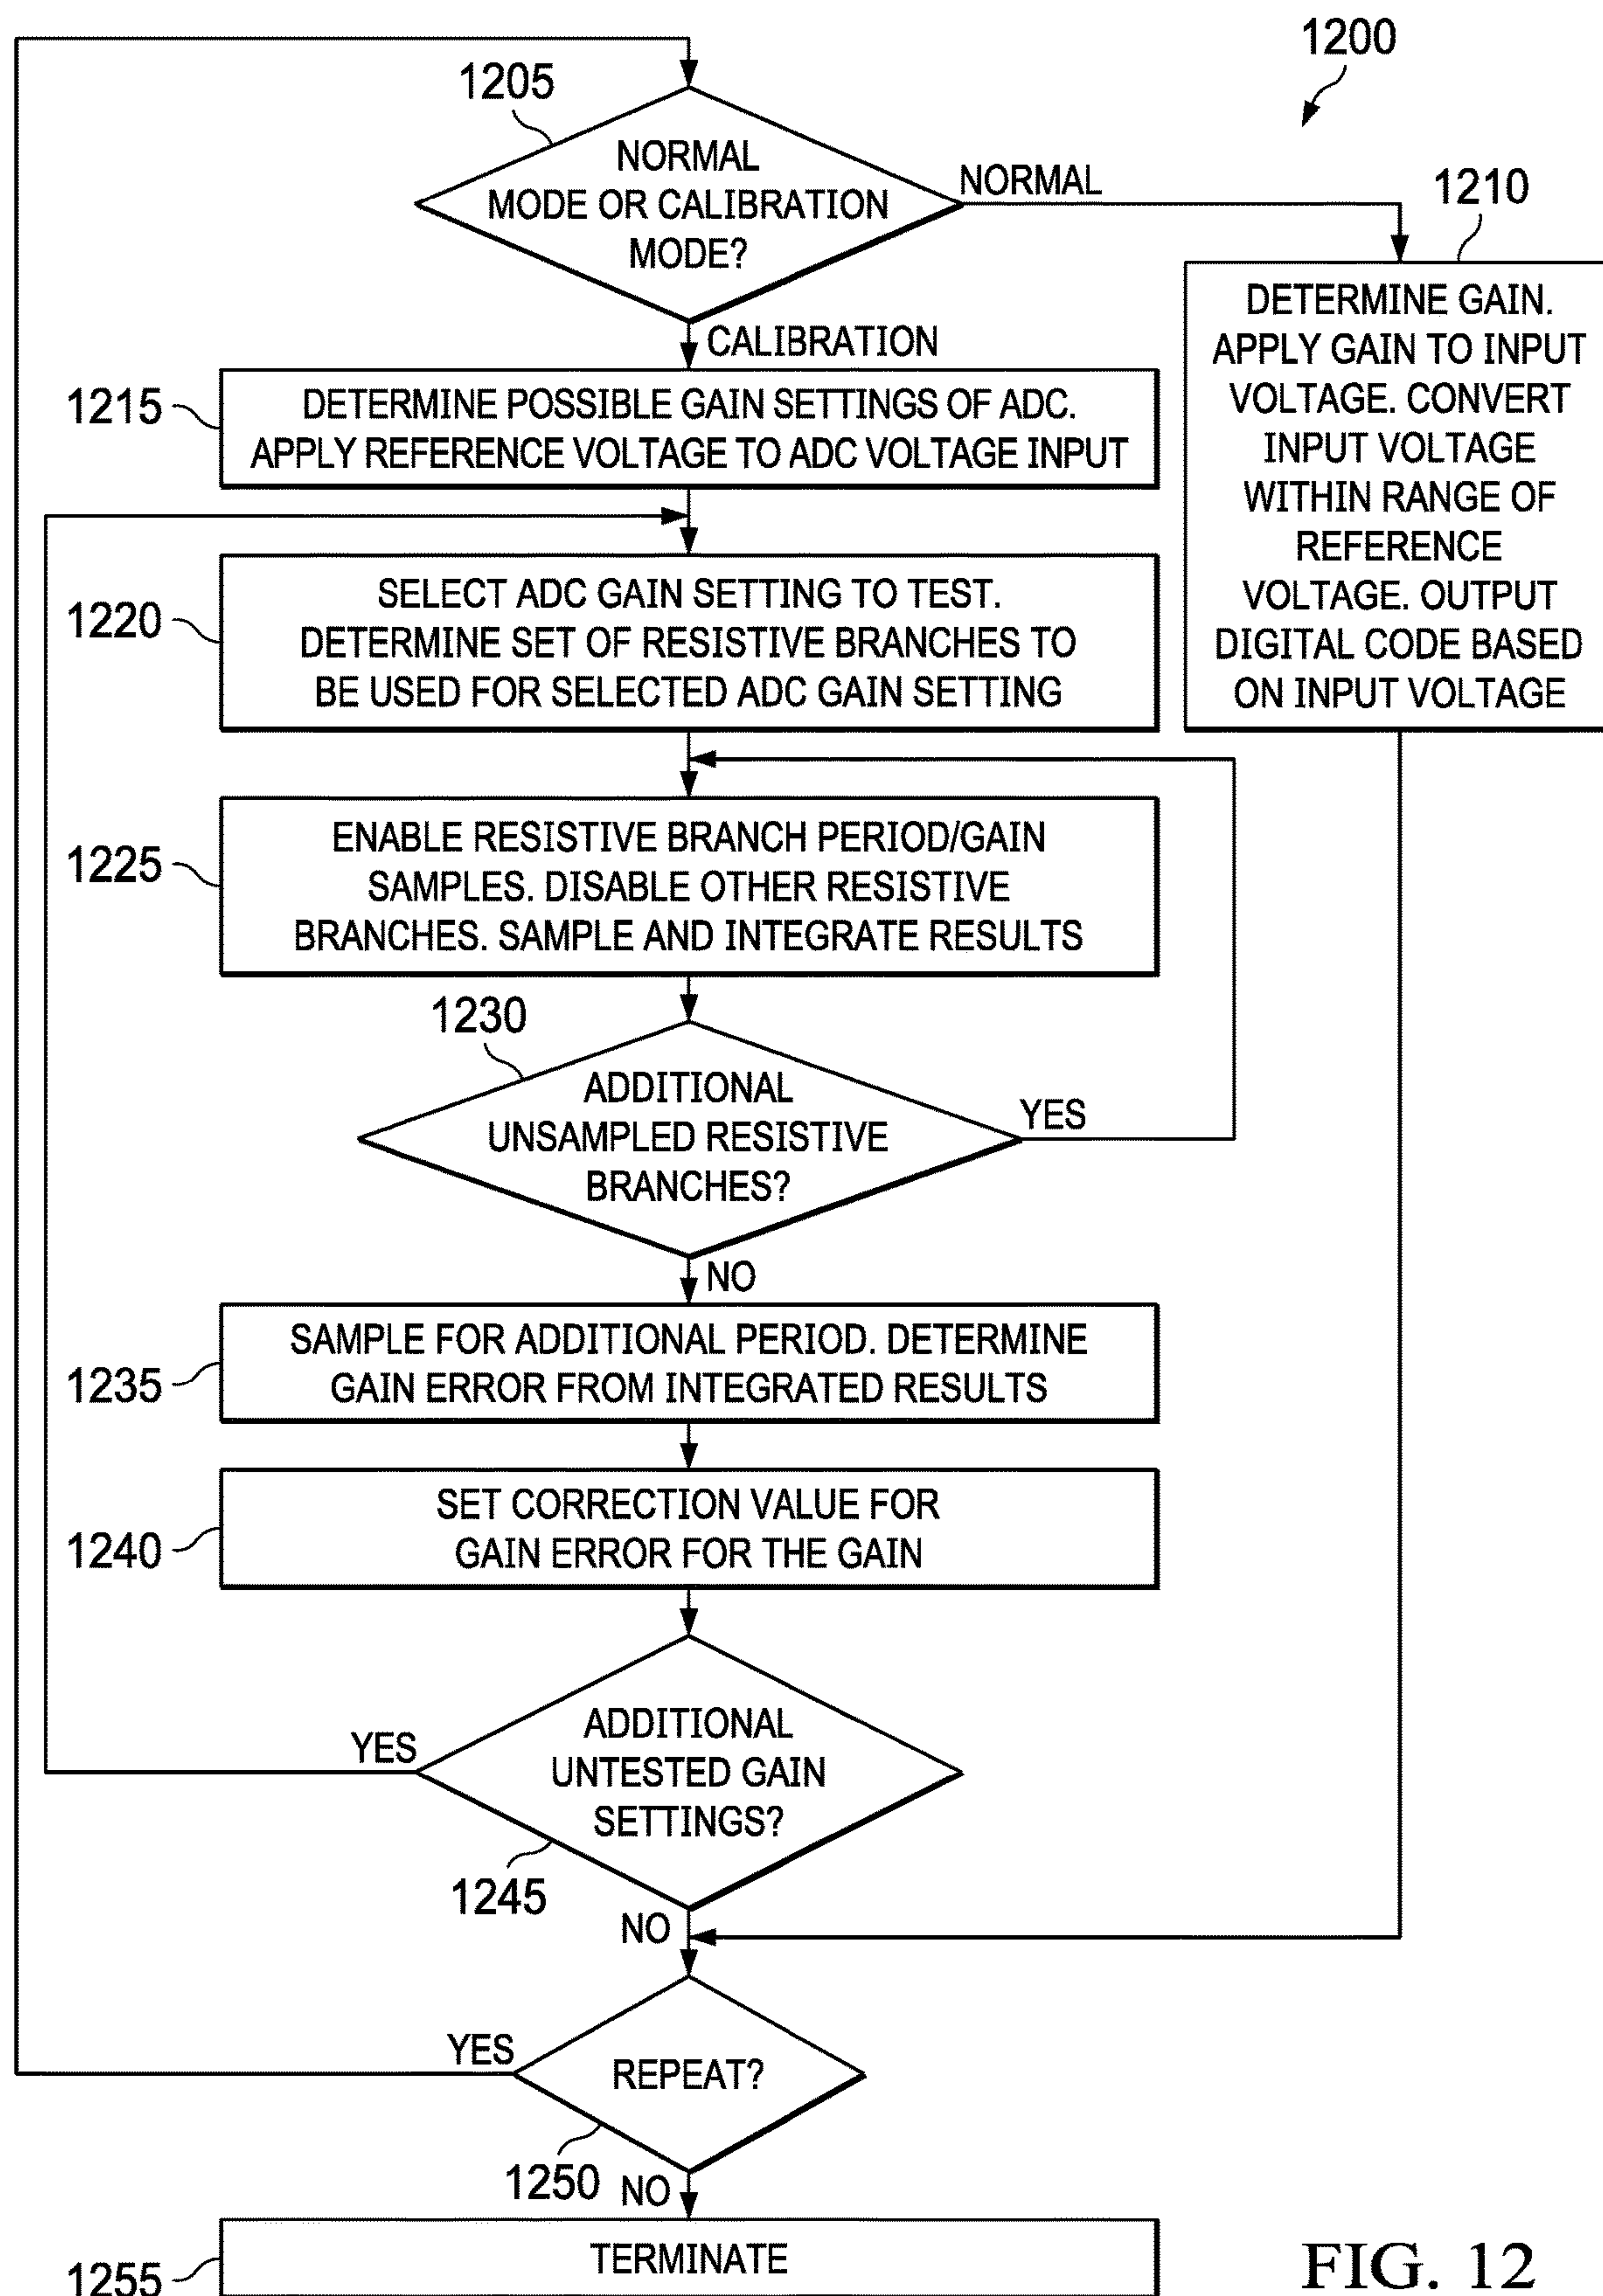 1200
1205
NORMAL
MODE OR CALIBRATION
MODE?
NORMAL
CALIBRATION
1210
DETERMINE GAIN.
APPLY GAIN TO INPUT
VOLTAGE. CONVERT
INPUT VOLTAGE
WITHIN RANGE OF
REFERENCE
VOLTAGE. OUTPUT
DIGITAL CODE BASED
ON INPUT VOLTAGE
1215
DETERMINE POSSIBLE GAIN SETTINGS OF ADC.
APPLY REFERENCE VOLTAGE TO ADC VOLTAGE INPUT
1220
SELECT ADC GAIN SETTING TO TEST.
DETERMINE SET OF RESISTIVE BRANCHES TO
BE USED FOR SELECTED ADC GAIN SETTING
1225
ENABLE RESISTIVE BRANCH PERIOD/GAIN
SAMPLES. DISABLE OTHER RESISTIVE
BRANCHES. SAMPLE AND INTEGRATE RESULTS
1230
ADDITIONAL
UNSAMPLED RESISTIVE
BRANCHES?
YES
NO
1235
SAMPLE FOR ADDITIONAL PERIOD. DETERMINE
GAIN ERROR FROM INTEGRATED RESULTS
1240
SET CORRECTION VALUE FOR
GAIN ERROR FOR THE GAIN
YES
ADDITIONAL
UNTESTED GAIN
SETTINGS?
1245
NO
YES
REPEAT?
1250
NO
1255
TERMINATE
FIG. 12